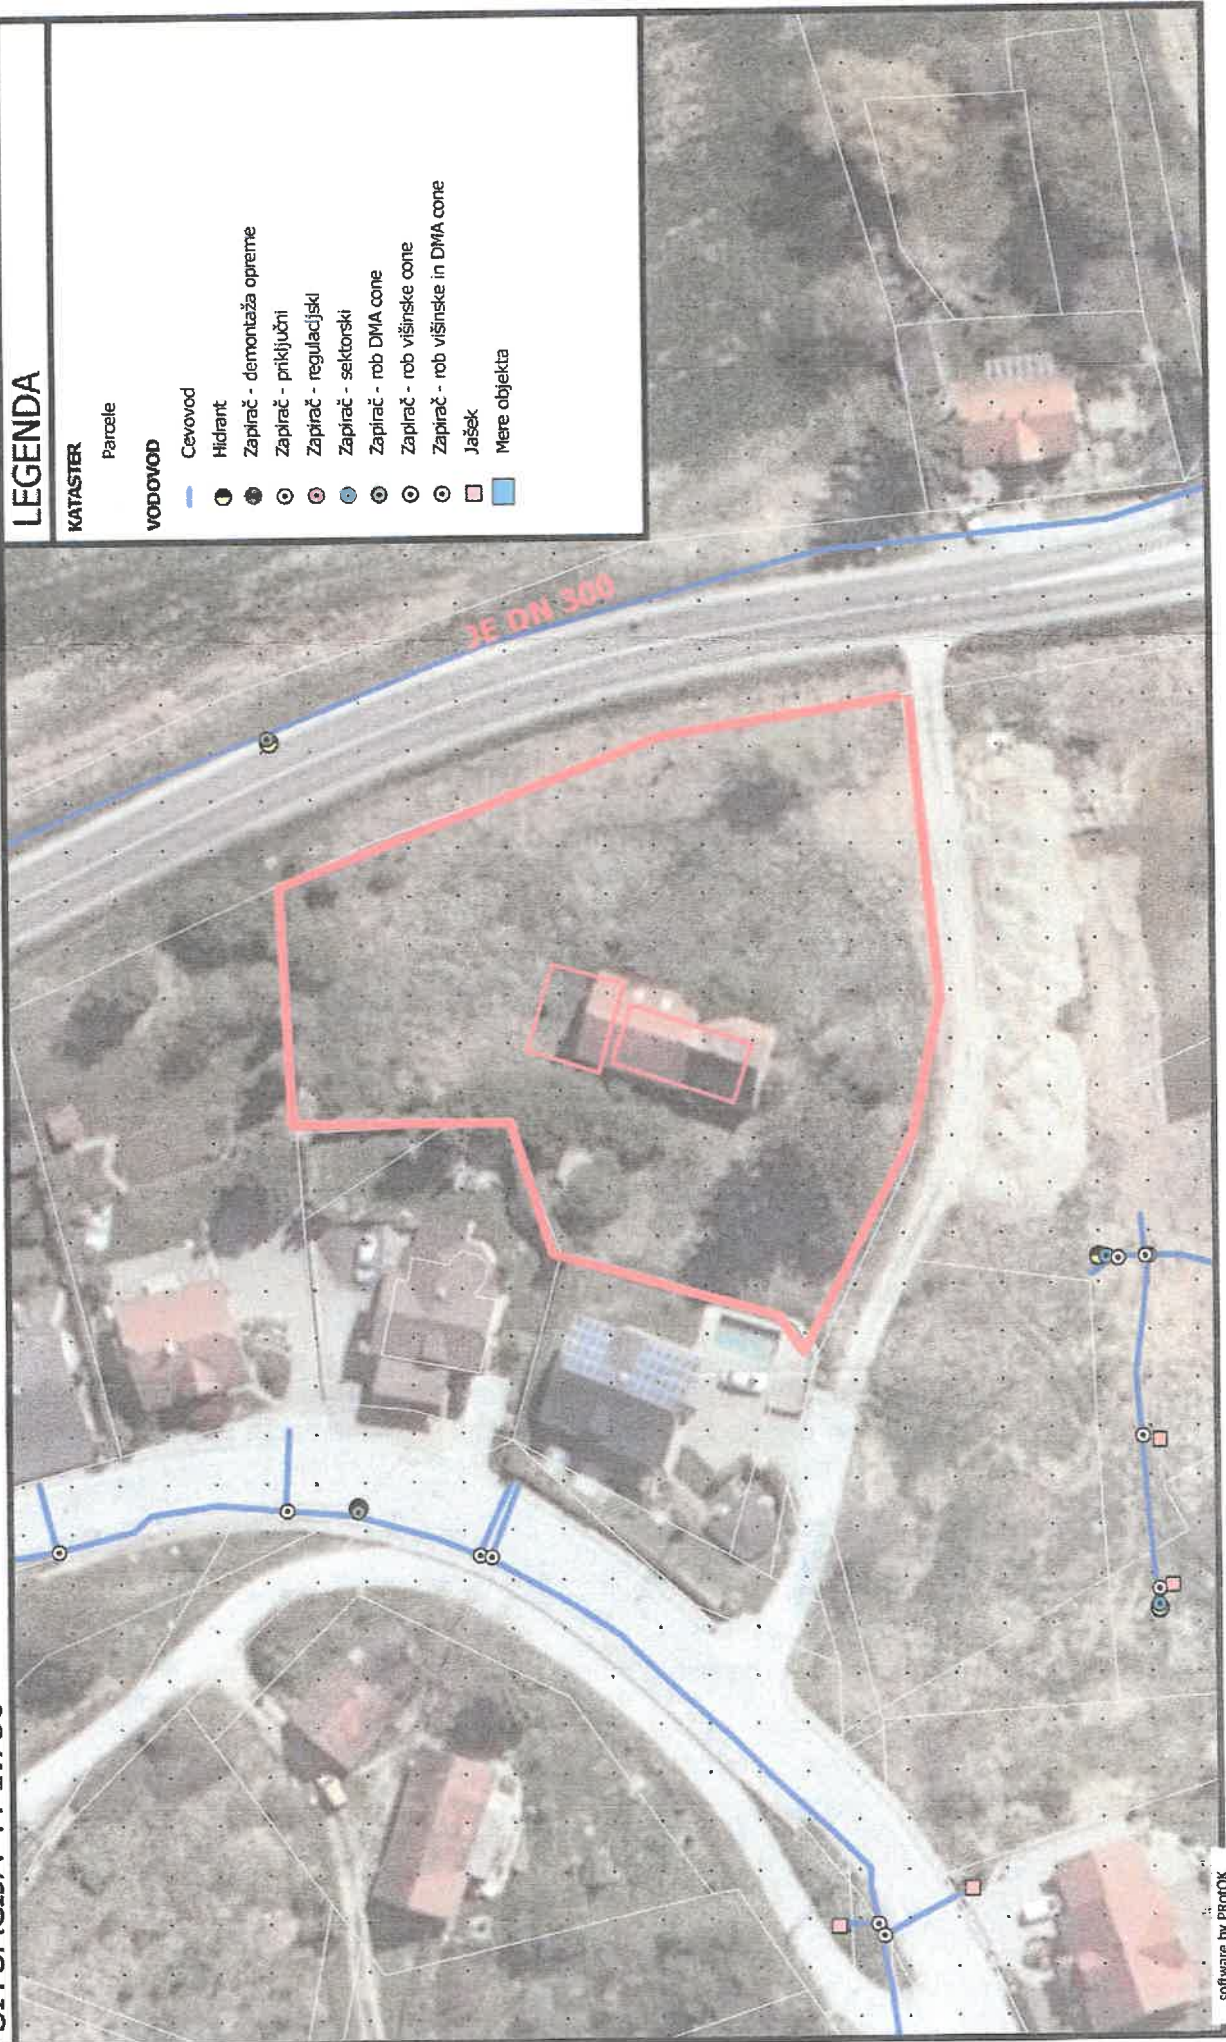 LEGENDA
KATASTER
Parcele
VODOVOD
Cevovod
Hidrant
Zapirač - demontaža opreme
Zapirač - priključni
Zapirač - regulacijski
Zapirač - sektorski
Zapirač - rob DMA cone
Zapirač - rob višinske cone
Zapirač - rob višinske in DMA cone
Jašek
Mere objekta
JE DN 300
software by PRotOK